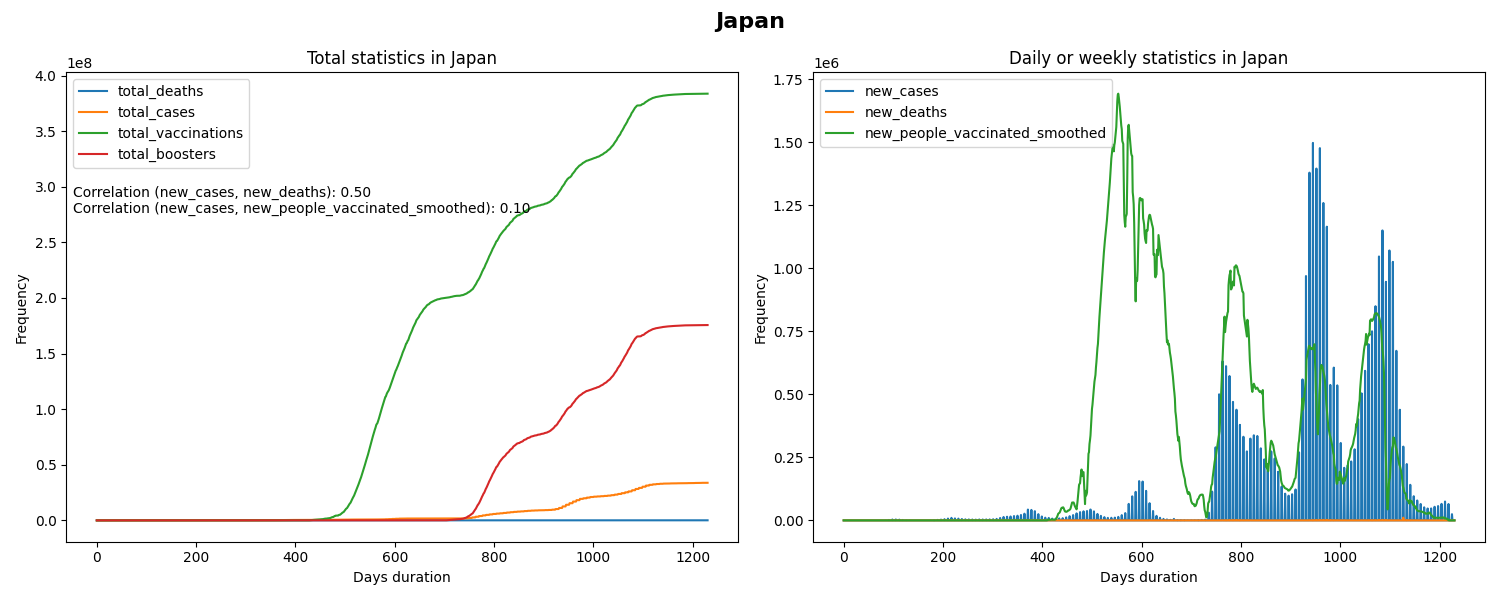 Japan
Total statistics in Japan
1e8
4.0
3.5
3.0
2.5
2.0
1.5
1.0
0.5
0.0
Frequency
total_deaths
total_cases
total_vaccinations
total_boosters
Correlation (new_cases, new_deaths): 0.50
Correlation (new_cases, new_people_vaccinated_smoothed): 0.10
0 200 400 600 800 1000 1200
Days duration
Daily or weekly statistics in Japan
1e6
1.75
1.50
1.25
1.00
0.75
0.50
0.25
0.00
Frequency
new_cases
new_deaths
new_people_vaccinated_smoothed
0 200 400 600 800 1000 1200
Days duration